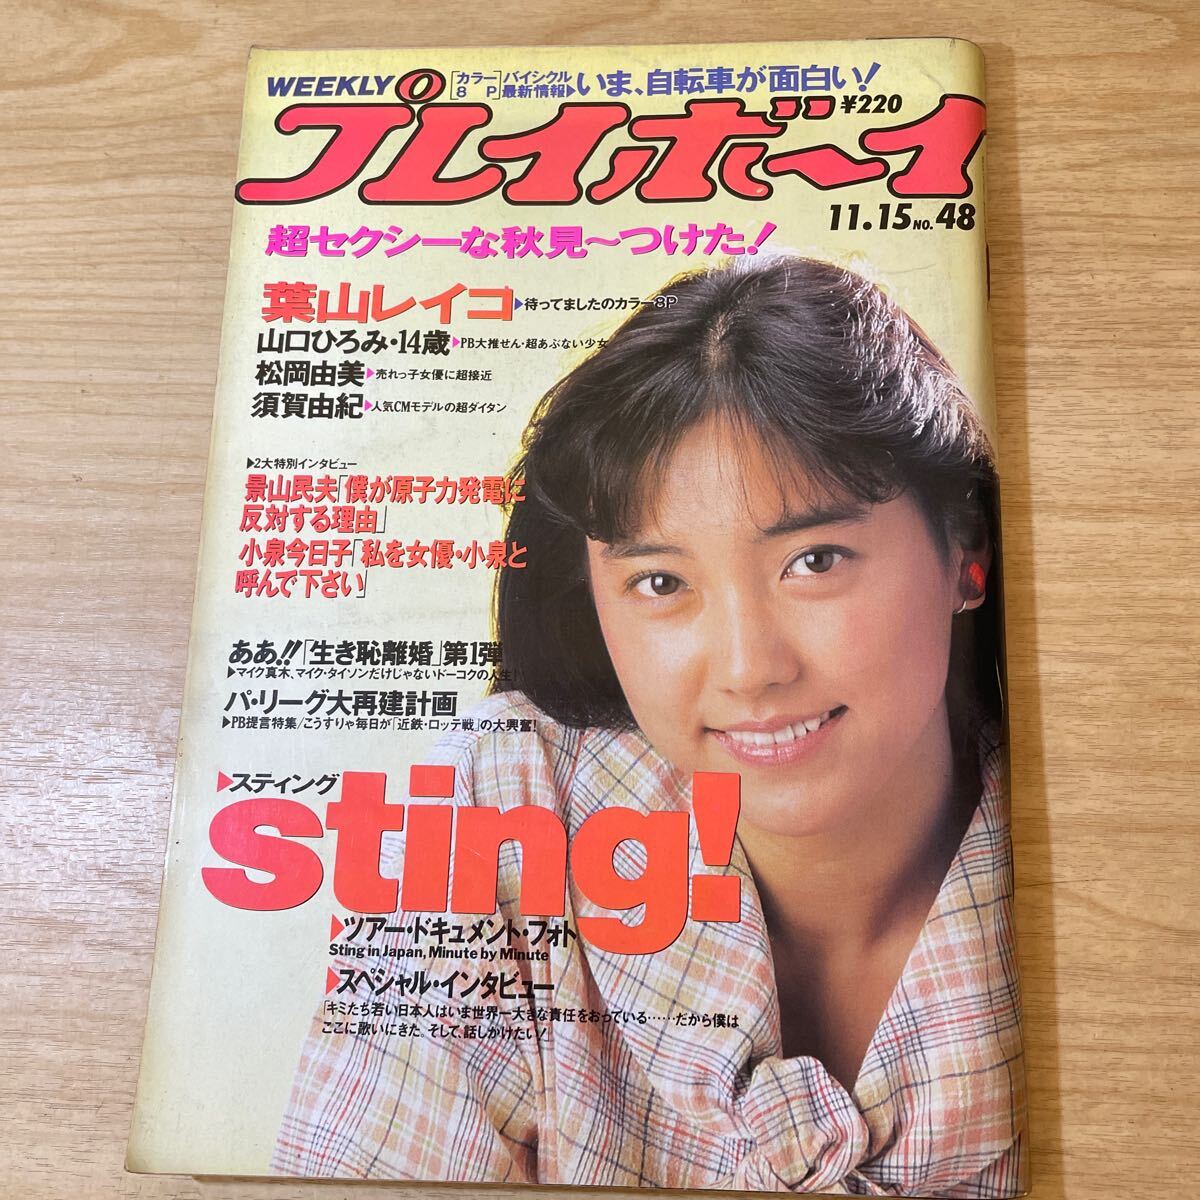 WEEKLY
[カラー8P]バイシクル最新情報▶いま、自転車が面白い!
プレイボーイ
¥220
11.15 NO.48
超セクシーな秋見〜つけた!
葉山レイコ▶待ってましたのカラー8P
山口ひろみ・14歳▶PB大推せん・超あぶない少女
松岡由美▶売れっ子女優に超接近
須賀由紀▶人気CMモデルの超ダイタン
▶2大特別インタビュー
景山民夫「僕が原子力発電に
反対する理由」
小泉今日子「私を女優・小泉と
呼んで下さい」
ああ!!「生き恥離婚」第1弾
▶マイク真木、マイク・タイソンだけじゃないドーコクの人生!
パ・リーグ大再建計画
▶PB提言特集/こうすりゃ毎日が「近鉄・ロッテ戦」の大興奮!
▶スティング
sting!
▶ツアー・ドキュメント・フォト
Sting in Japan, Minute by Minute
▶スペシャル・インタビュー
「キミたち若い日本人はいま世界一大きな責任をおっている……だから僕は
ここに歌いにきた。そして、話しかけたい!」